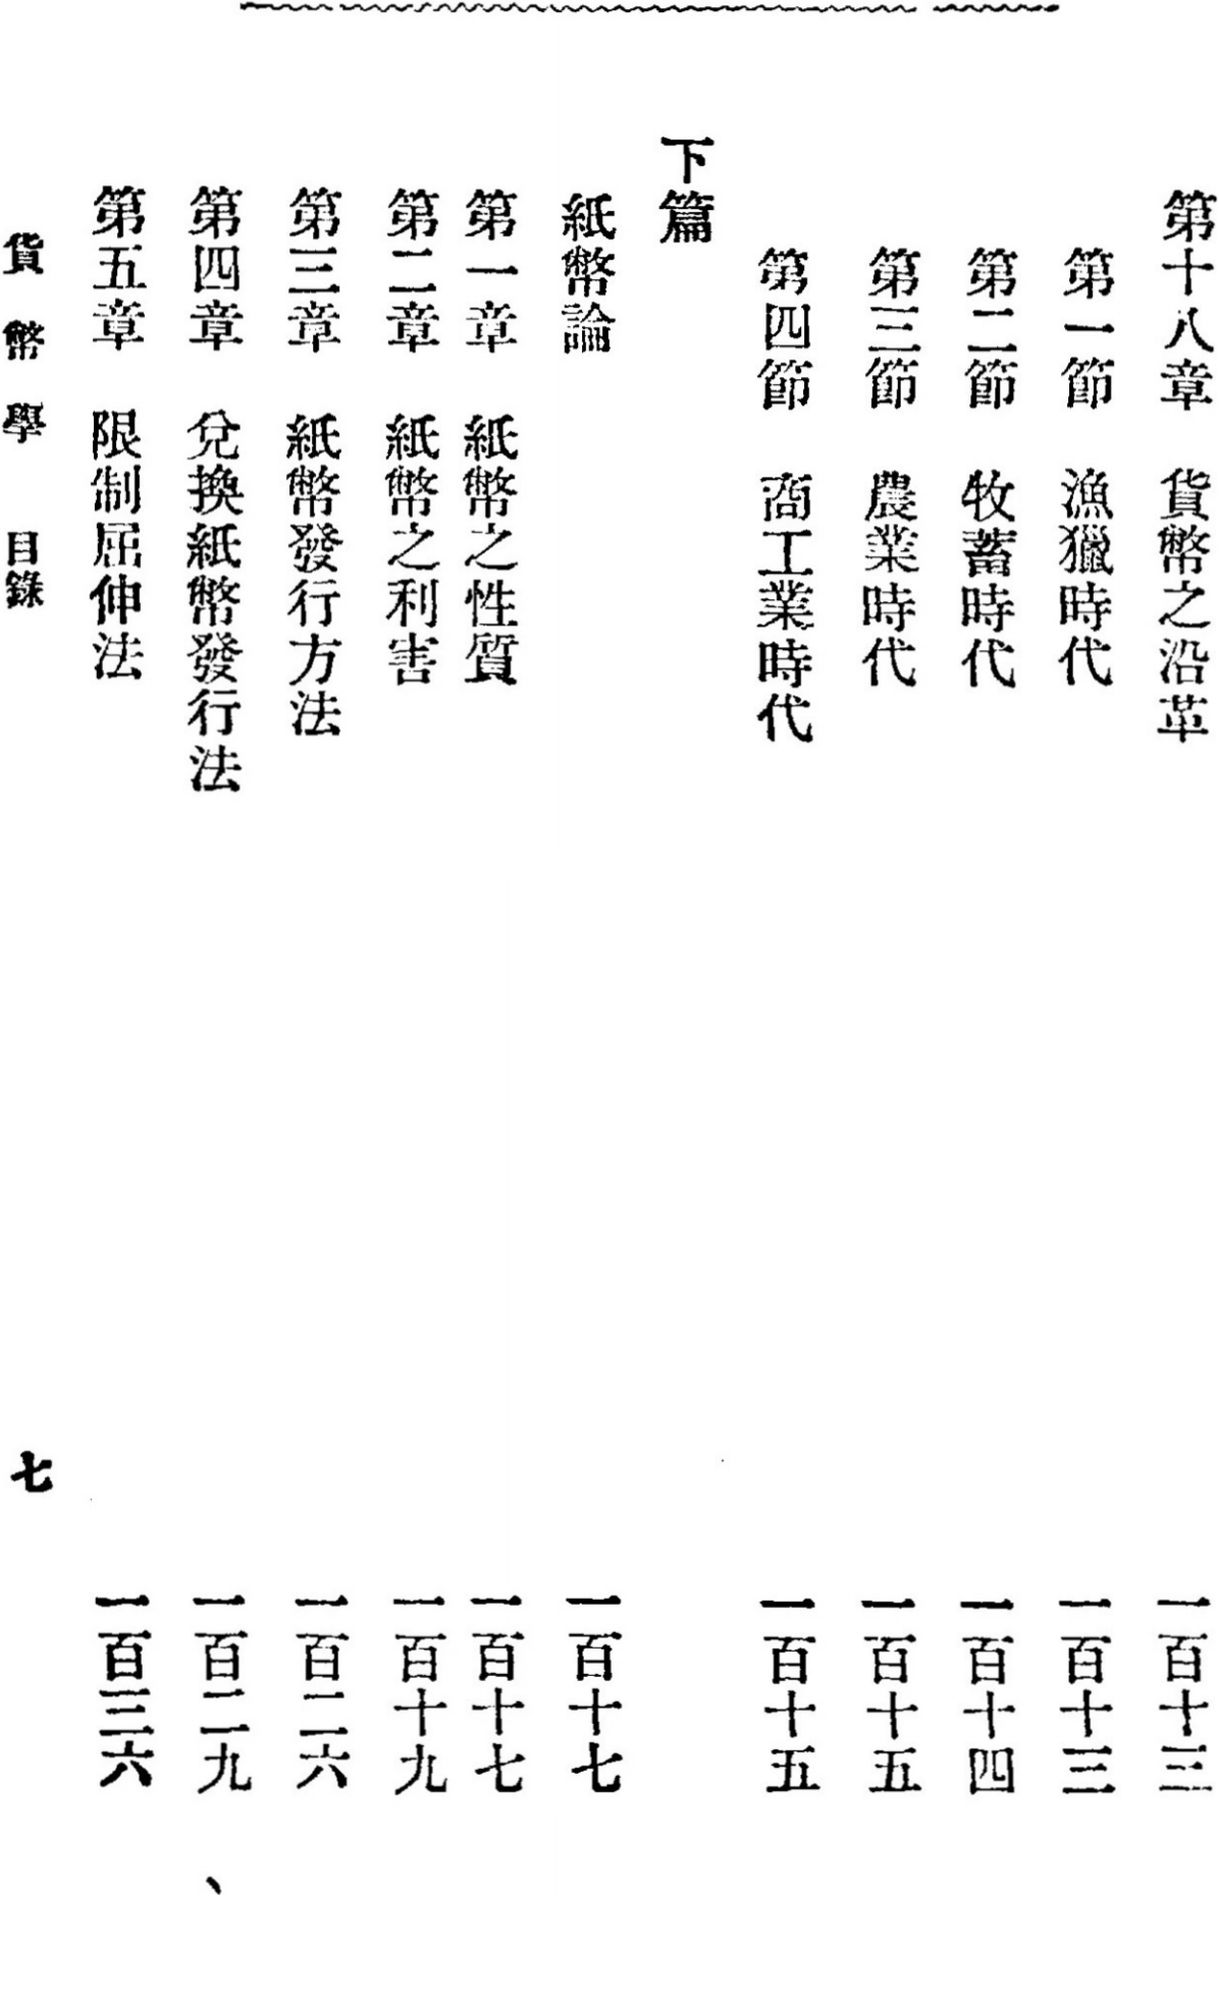 第十八章　貨幣之沿革　一百十三
第一節　漁獵時代　一百十三
第二節　牧蓄時代　一百十四
第三節　農業時代　一百十五
第四節　商工業時代　一百十五
下篇
紙幣論　一百十七
第一章　紙幣之性質　一百十七
第二章　紙幣之利害　一百十九
第三章　紙幣發行方法　一百二六
第四章　兌換紙幣發行法　一百二九
第五章　限制屈伸法　一百三六
貨幣學　目錄　七